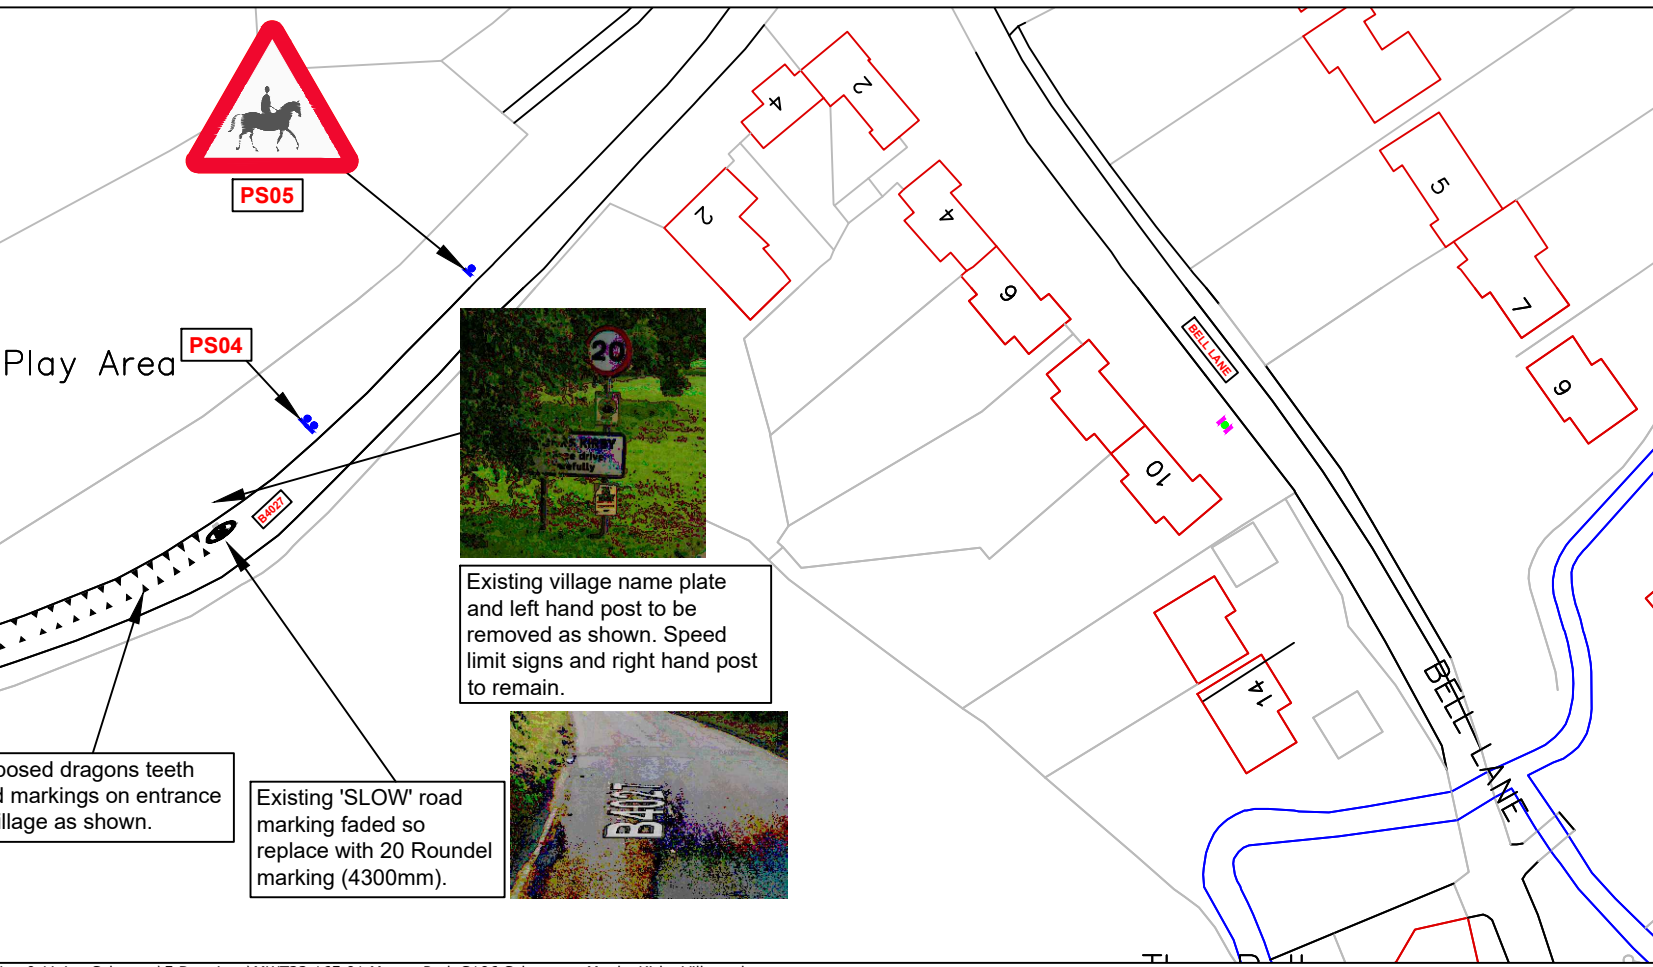 PS05
PS04
Play Area
B4027
20
KIRBY
Existing village name plate
and left hand post to be
removed as shown. Speed
limit signs and right hand post
to remain.
posed dragons teeth
d markings on entrance
illage as shown.
Existing 'SLOW' road
marking faded so
replace with 20 Roundel
marking (4300mm).
B4027
2
4
2
4
6
10
14
5
7
9
BELL LANE
BELL LANE